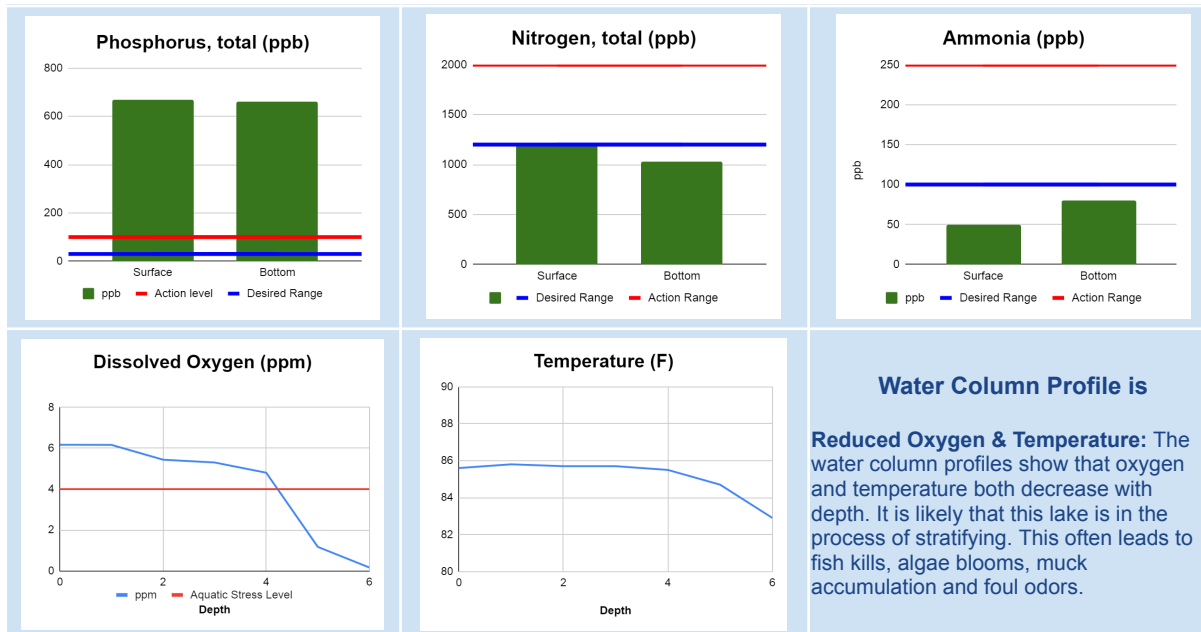 Phosphorus, total (ppb)
800
600
400
200
0
Surface
Bottom
ppb
Action level
Desired Range
Nitrogen, total (ppb)
2000
1500
1000
500
0
Surface
Bottom
Desired Range
Action Range
Ammonia (ppb)
ppb
250
200
150
100
50
0
Surface
Bottom
ppb
Desired Range
Action Range
Dissolved Oxygen (ppm)
8
6
4
2
0
0
2
4
6
ppm
Aquatic Stress Level
Depth
Temperature (F)
90
88
86
84
82
80
0
2
4
6
Depth
Water Column Profile is
Reduced Oxygen & Temperature: The
water column profiles show that oxygen
and temperature both decrease with
depth. It is likely that this lake is in the
process of stratifying. This often leads to
fish kills, algae blooms, muck
accumulation and foul odors.